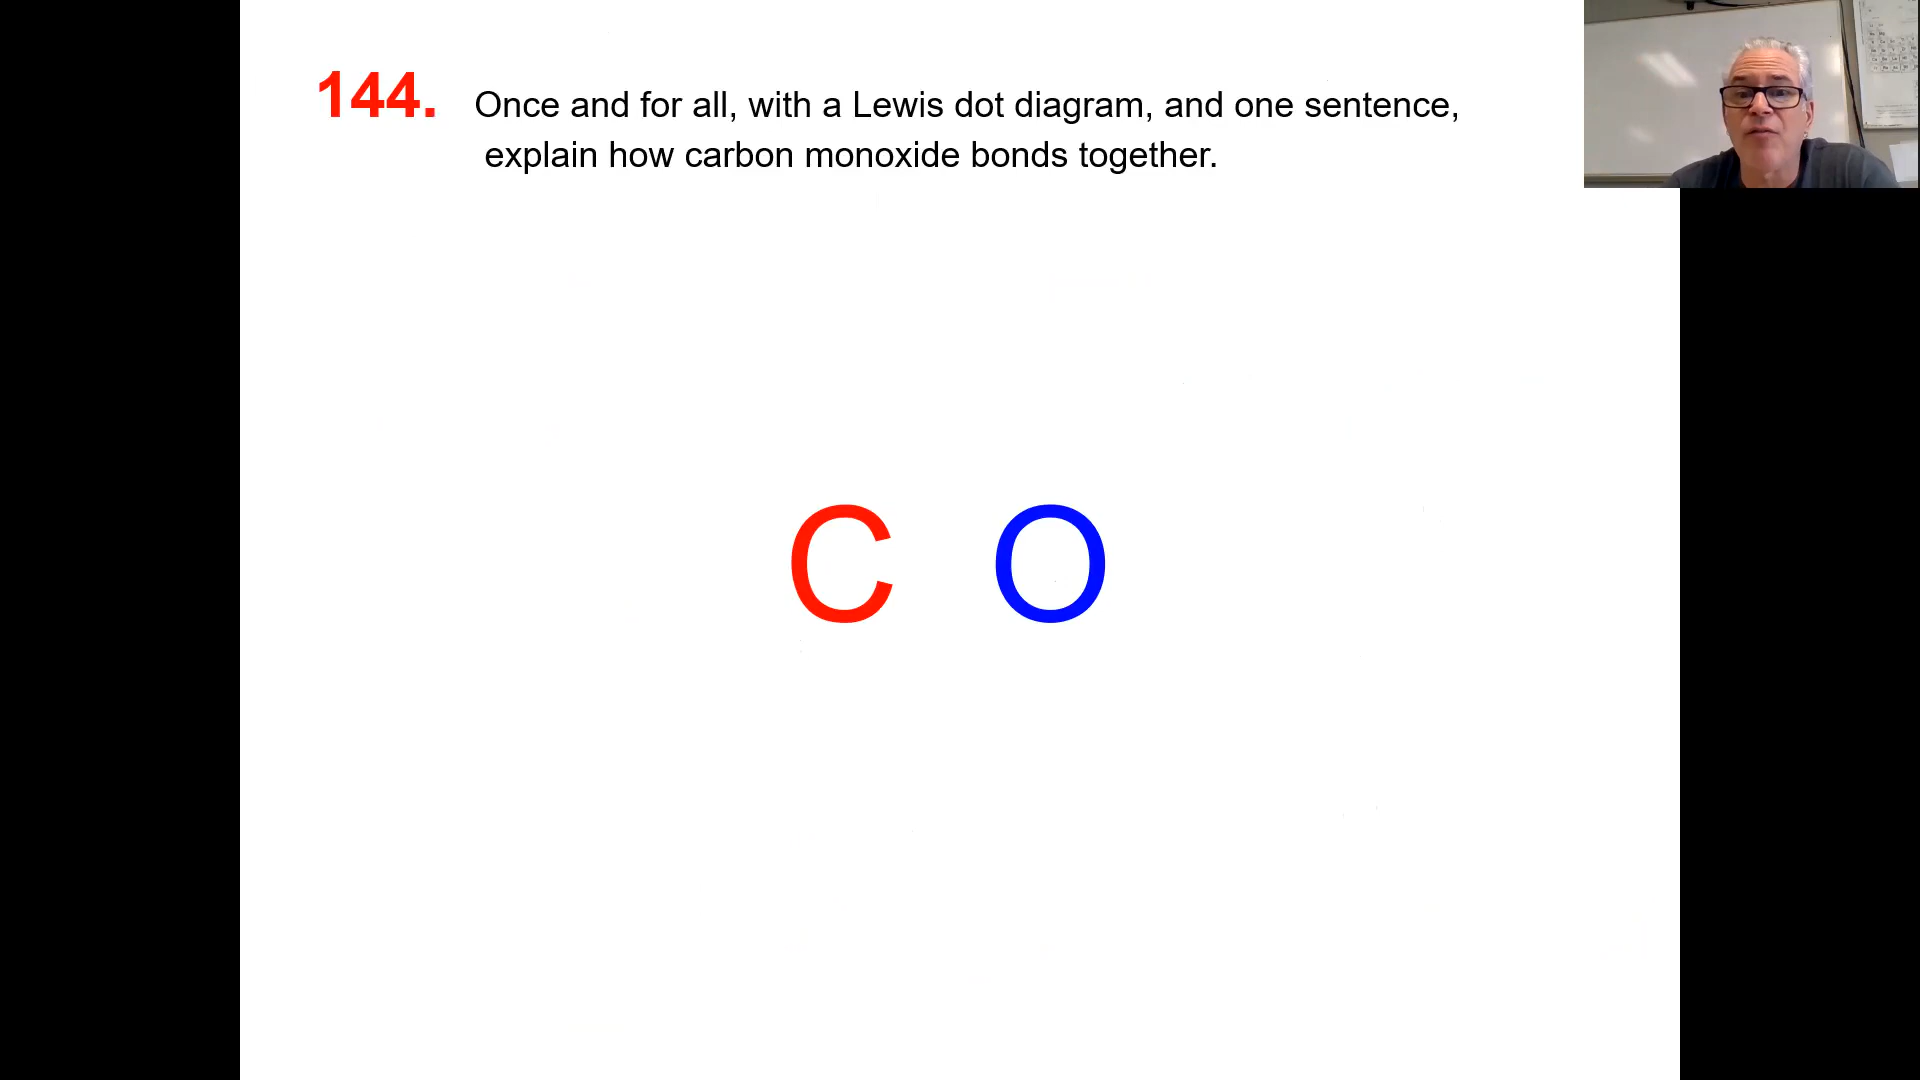 144. Once and for all, with a Lewis dot diagram, and one sentence,
explain how carbon monoxide bonds together.
C O